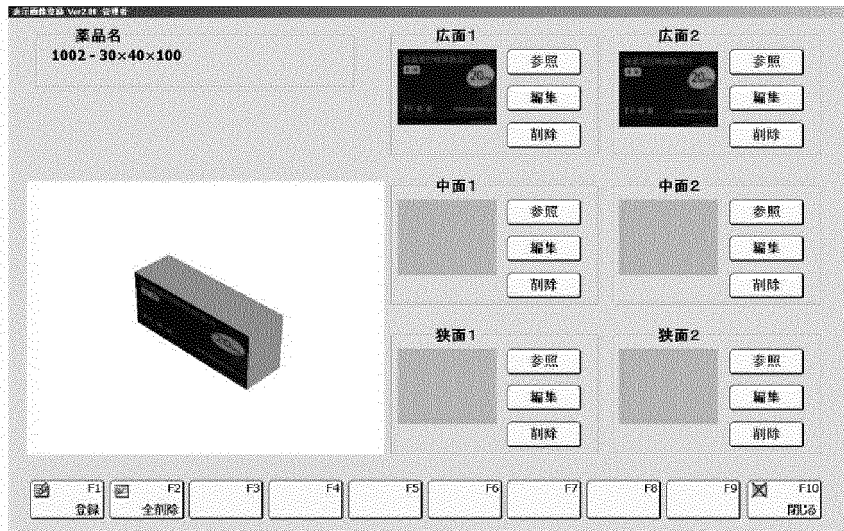 表示画像登録 Ver2.00 管理者
薬品名
1002 - 30×40×100
広面1
参照
編集
削除
広面2
参照
編集
削除
20mg
20mg
中面1
参照
編集
削除
中面2
参照
編集
削除
狭面1
参照
編集
削除
狭面2
参照
編集
削除
F1
登録
F2
全削除
F3
F4
F5
F6
F7
F8
F9
F10
閉じる